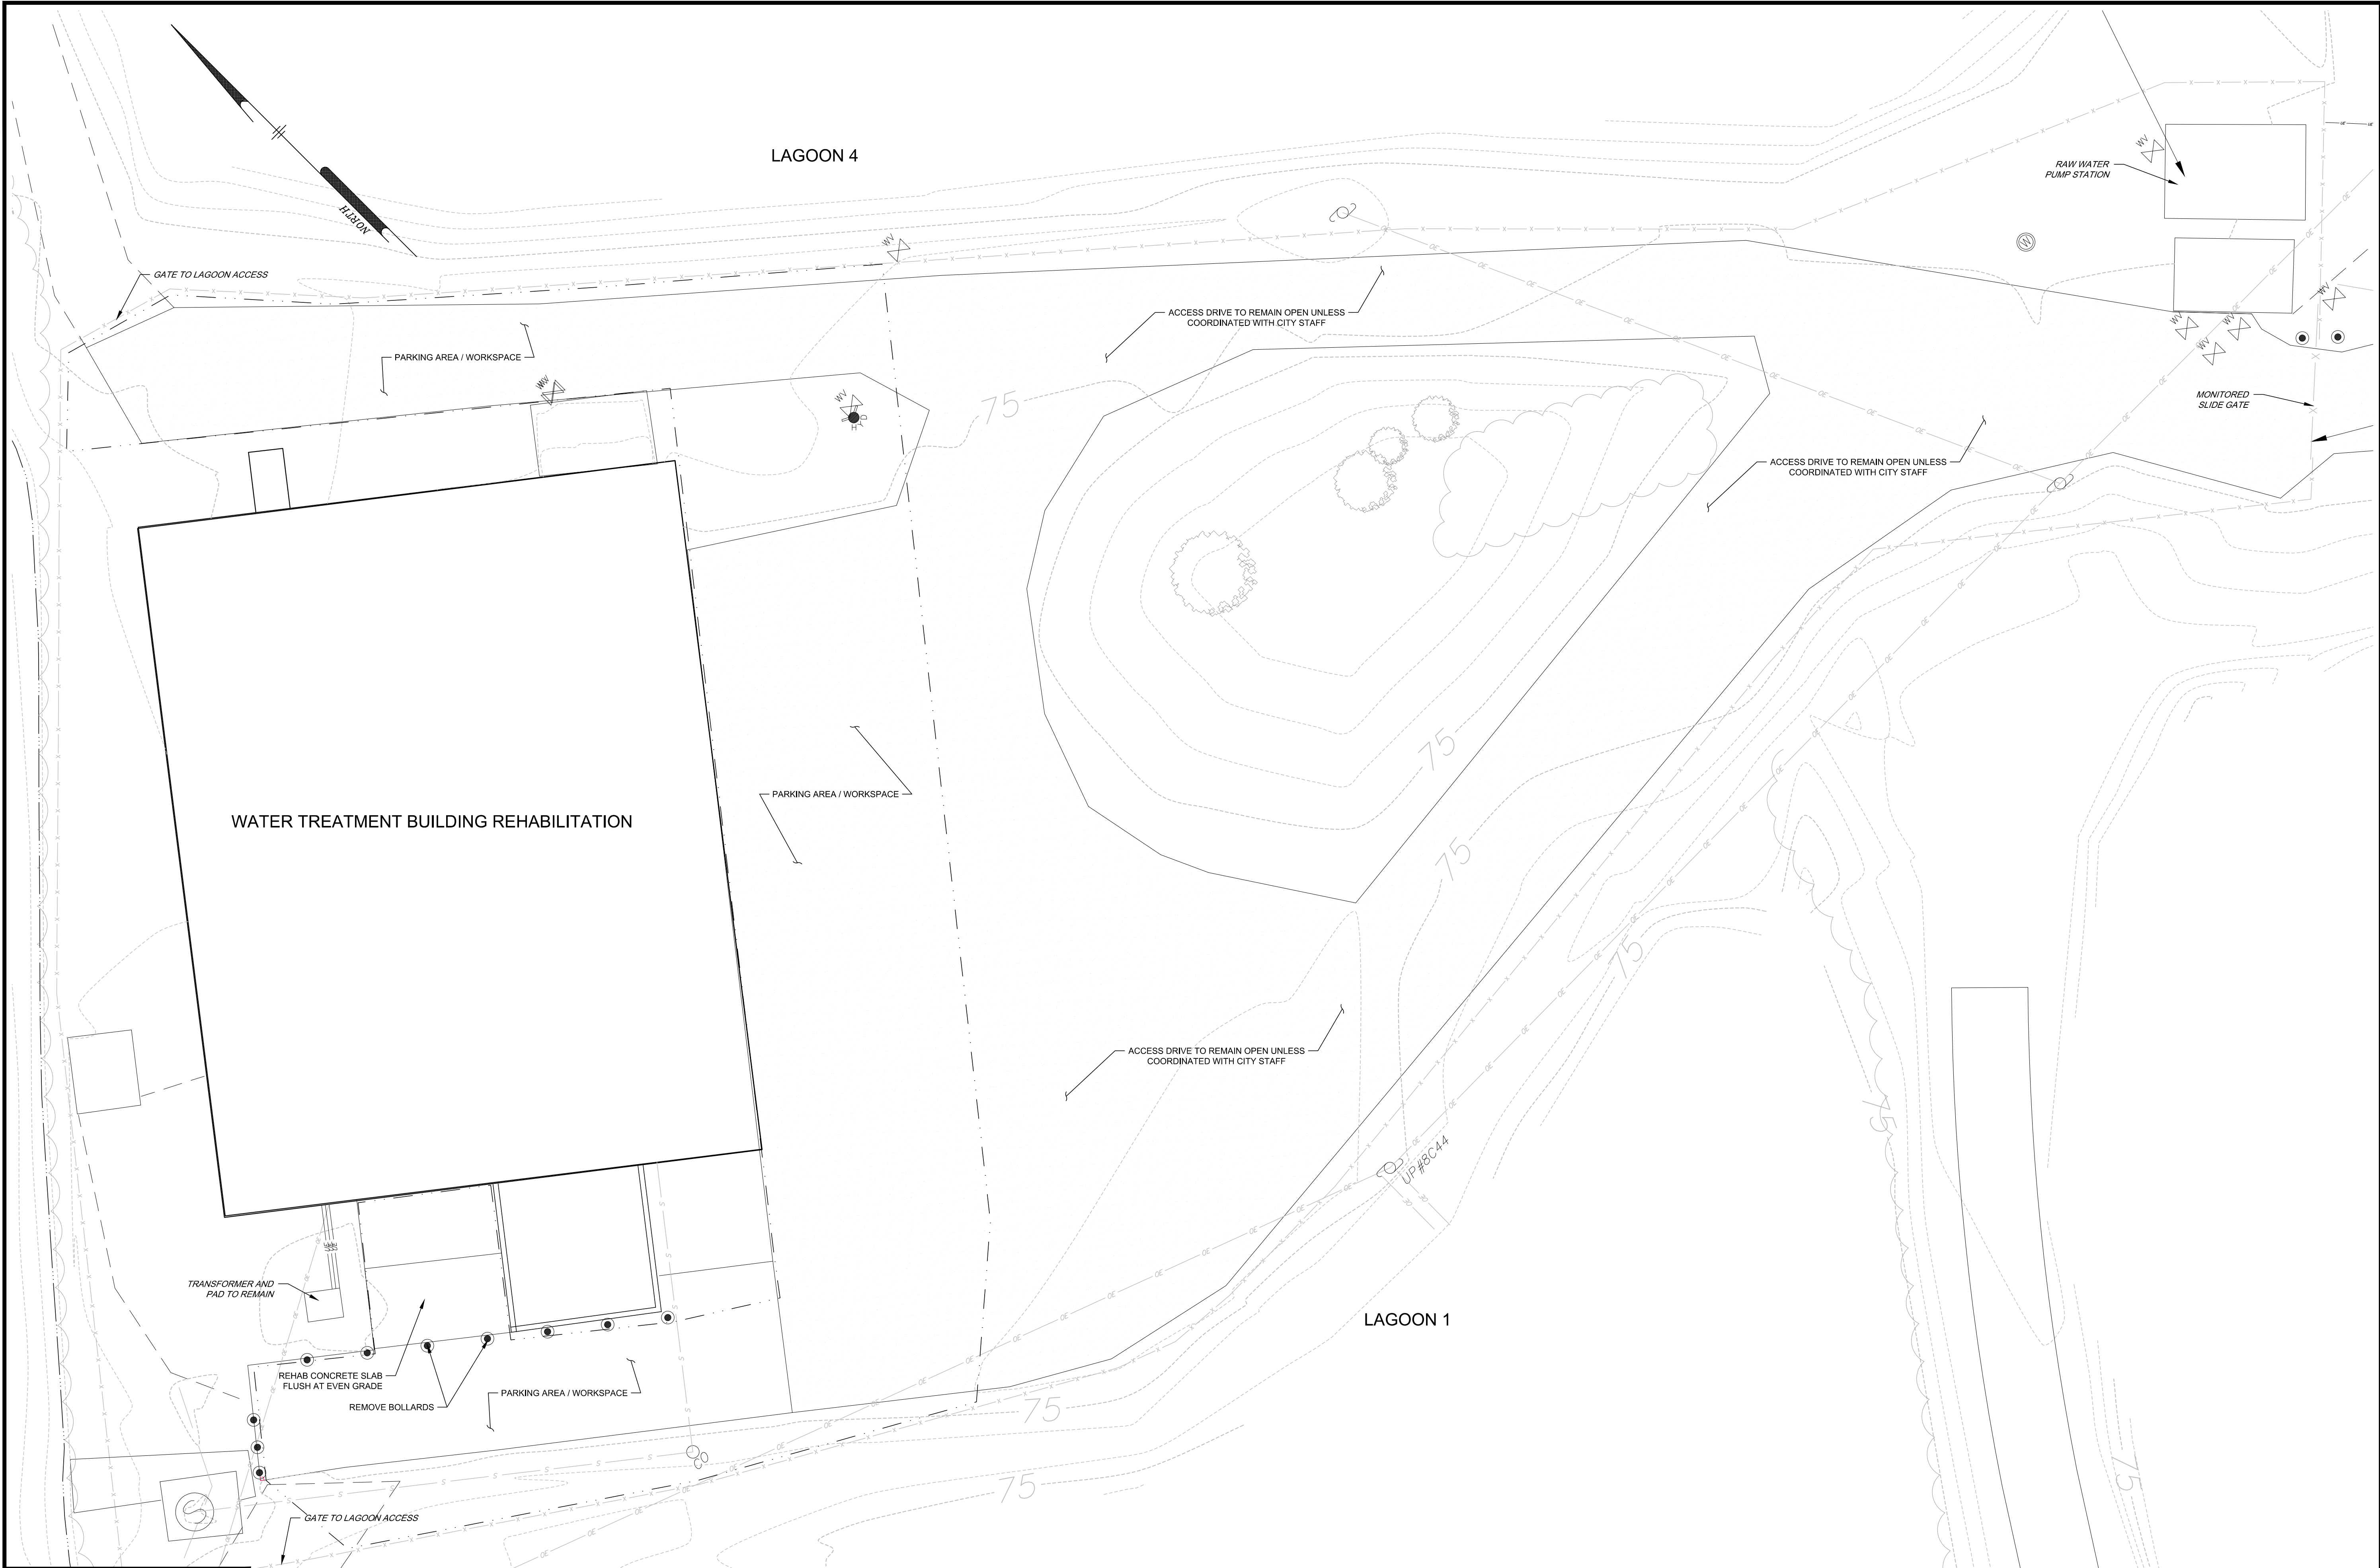 LAGOON 4
NORTH
RAW WATER
PUMP STATION
WV
W
GATE TO LAGOON ACCESS
WV
ACCESS DRIVE TO REMAIN OPEN UNLESS
COORDINATED WITH CITY STAFF
PARKING AREA / WORKSPACE
WV
WV
WV
WV
WV
WV
HYD
75
MONITORED
SLIDE GATE
ACCESS DRIVE TO REMAIN OPEN UNLESS
COORDINATED WITH CITY STAFF
75
PARKING AREA / WORKSPACE
WATER TREATMENT BUILDING REHABILITATION
75
75
ACCESS DRIVE TO REMAIN OPEN UNLESS
COORDINATED WITH CITY STAFF
75
UP#8C44
TRANSFORMER AND
PAD TO REMAIN
LAGOON 1
REHAB CONCRETE SLAB
FLUSH AT EVEN GRADE
PARKING AREA / WORKSPACE
REMOVE BOLLARDS
75
CO
75
75
S
GATE TO LAGOON ACCESS